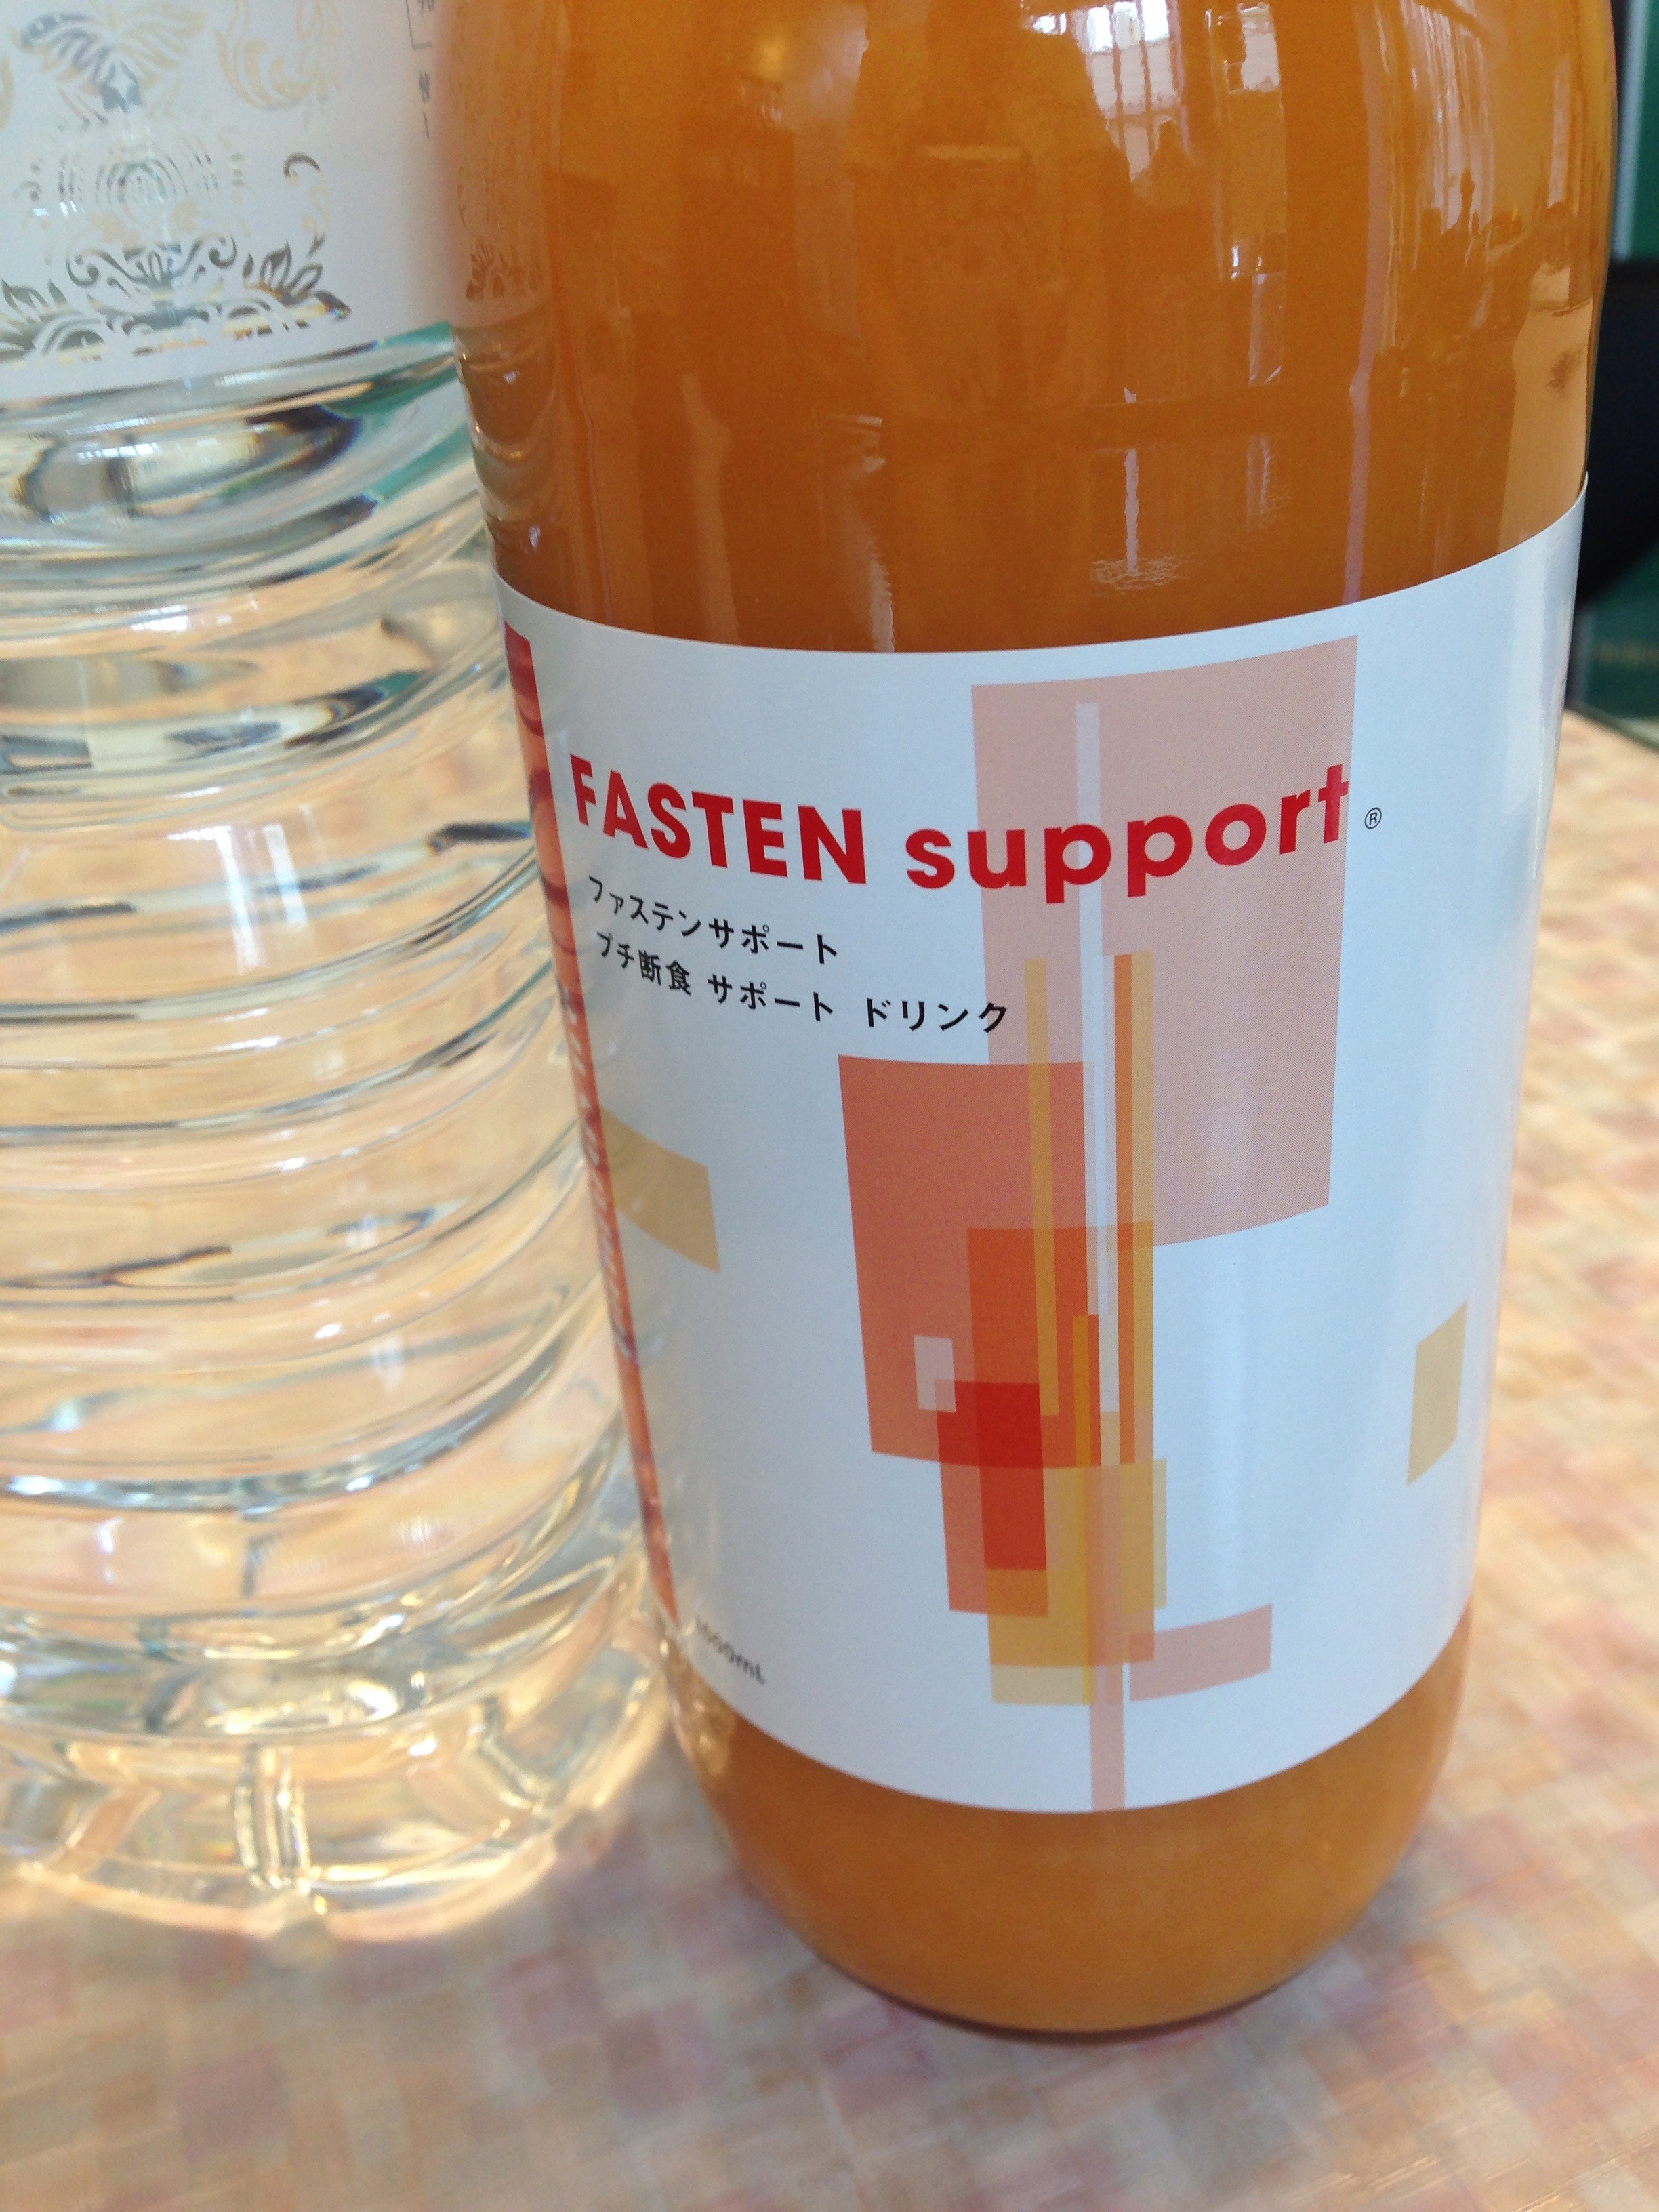 FASTEN support®
ファステンサポート
プチ断食 サポート ドリンク
1000mL